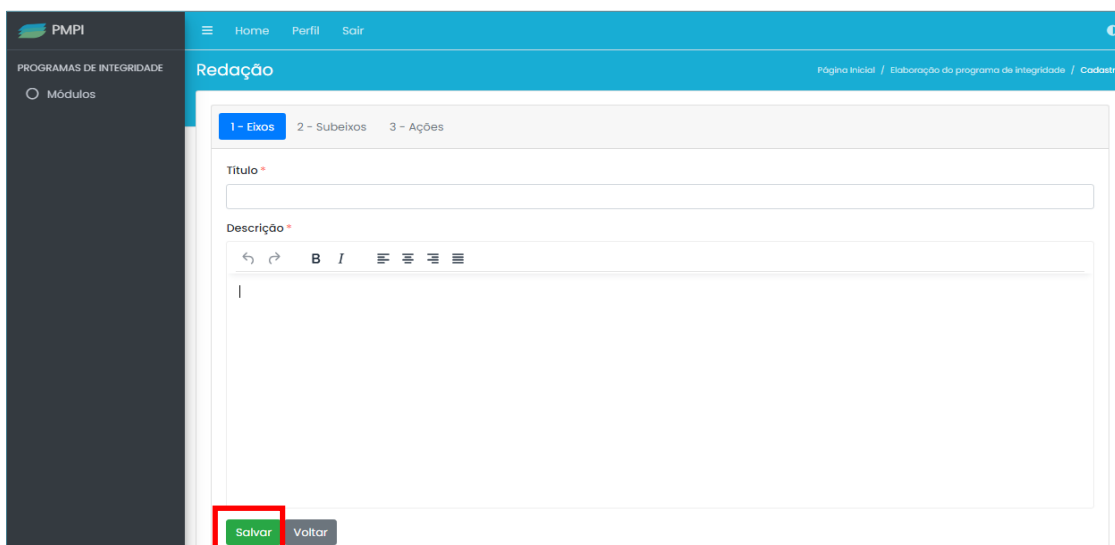 PMPI
Home Perfil Sair
PROGRAMAS DE INTEGRIDADE
Módulos
Redação
Página Inicial / Elaboração do programa de integridade / Cadastr
1 - Eixos 2 - Subeixos 3 - Ações
Título *
Descrição *
B I
Salvar Voltar